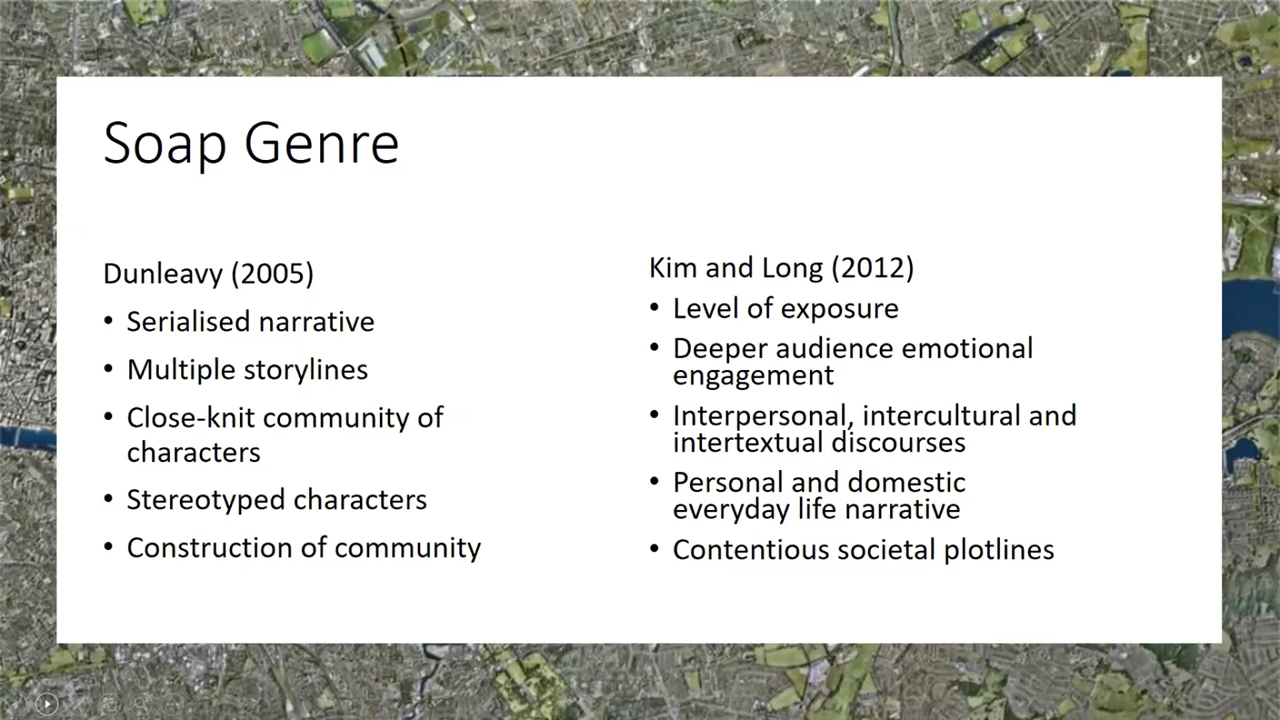 Soap Genre
Dunleavy (2005)
• Serialised narrative
• Multiple storylines
• Close-knit community of
characters
• Stereotyped characters
• Construction of community
Kim and Long (2012)
• Level of exposure
• Deeper audience emotional
engagement
• Interpersonal, intercultural and
intertextual discourses
• Personal and domestic
everyday life narrative
• Contentious societal plotlines